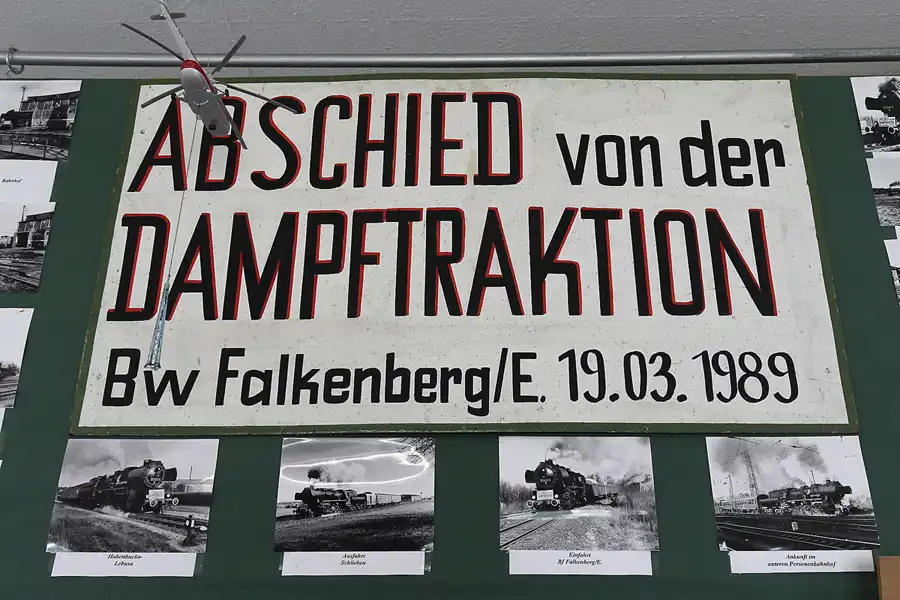 ABSCHIED von der
DAMPFTRAKTION
Bw Falkenberg/E. 19.03.1989
Bahnhof
Hohenbucko-
Lebusa
Ausfahrt
Schlieben
Einfahrt
Bf Falkenberg/E.
Ankunft im
unteren Personenbahnhof